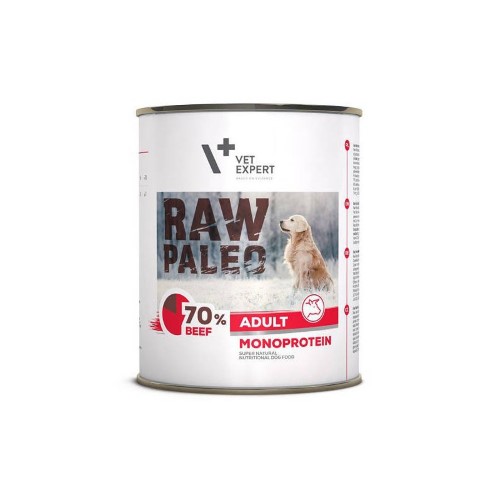 VET
EXPERT
RAW
PALEO
70%
BEEF
ADULT
MONOPROTEIN
SUPER NATURAL
NUTRITIONAL DOG FOOD